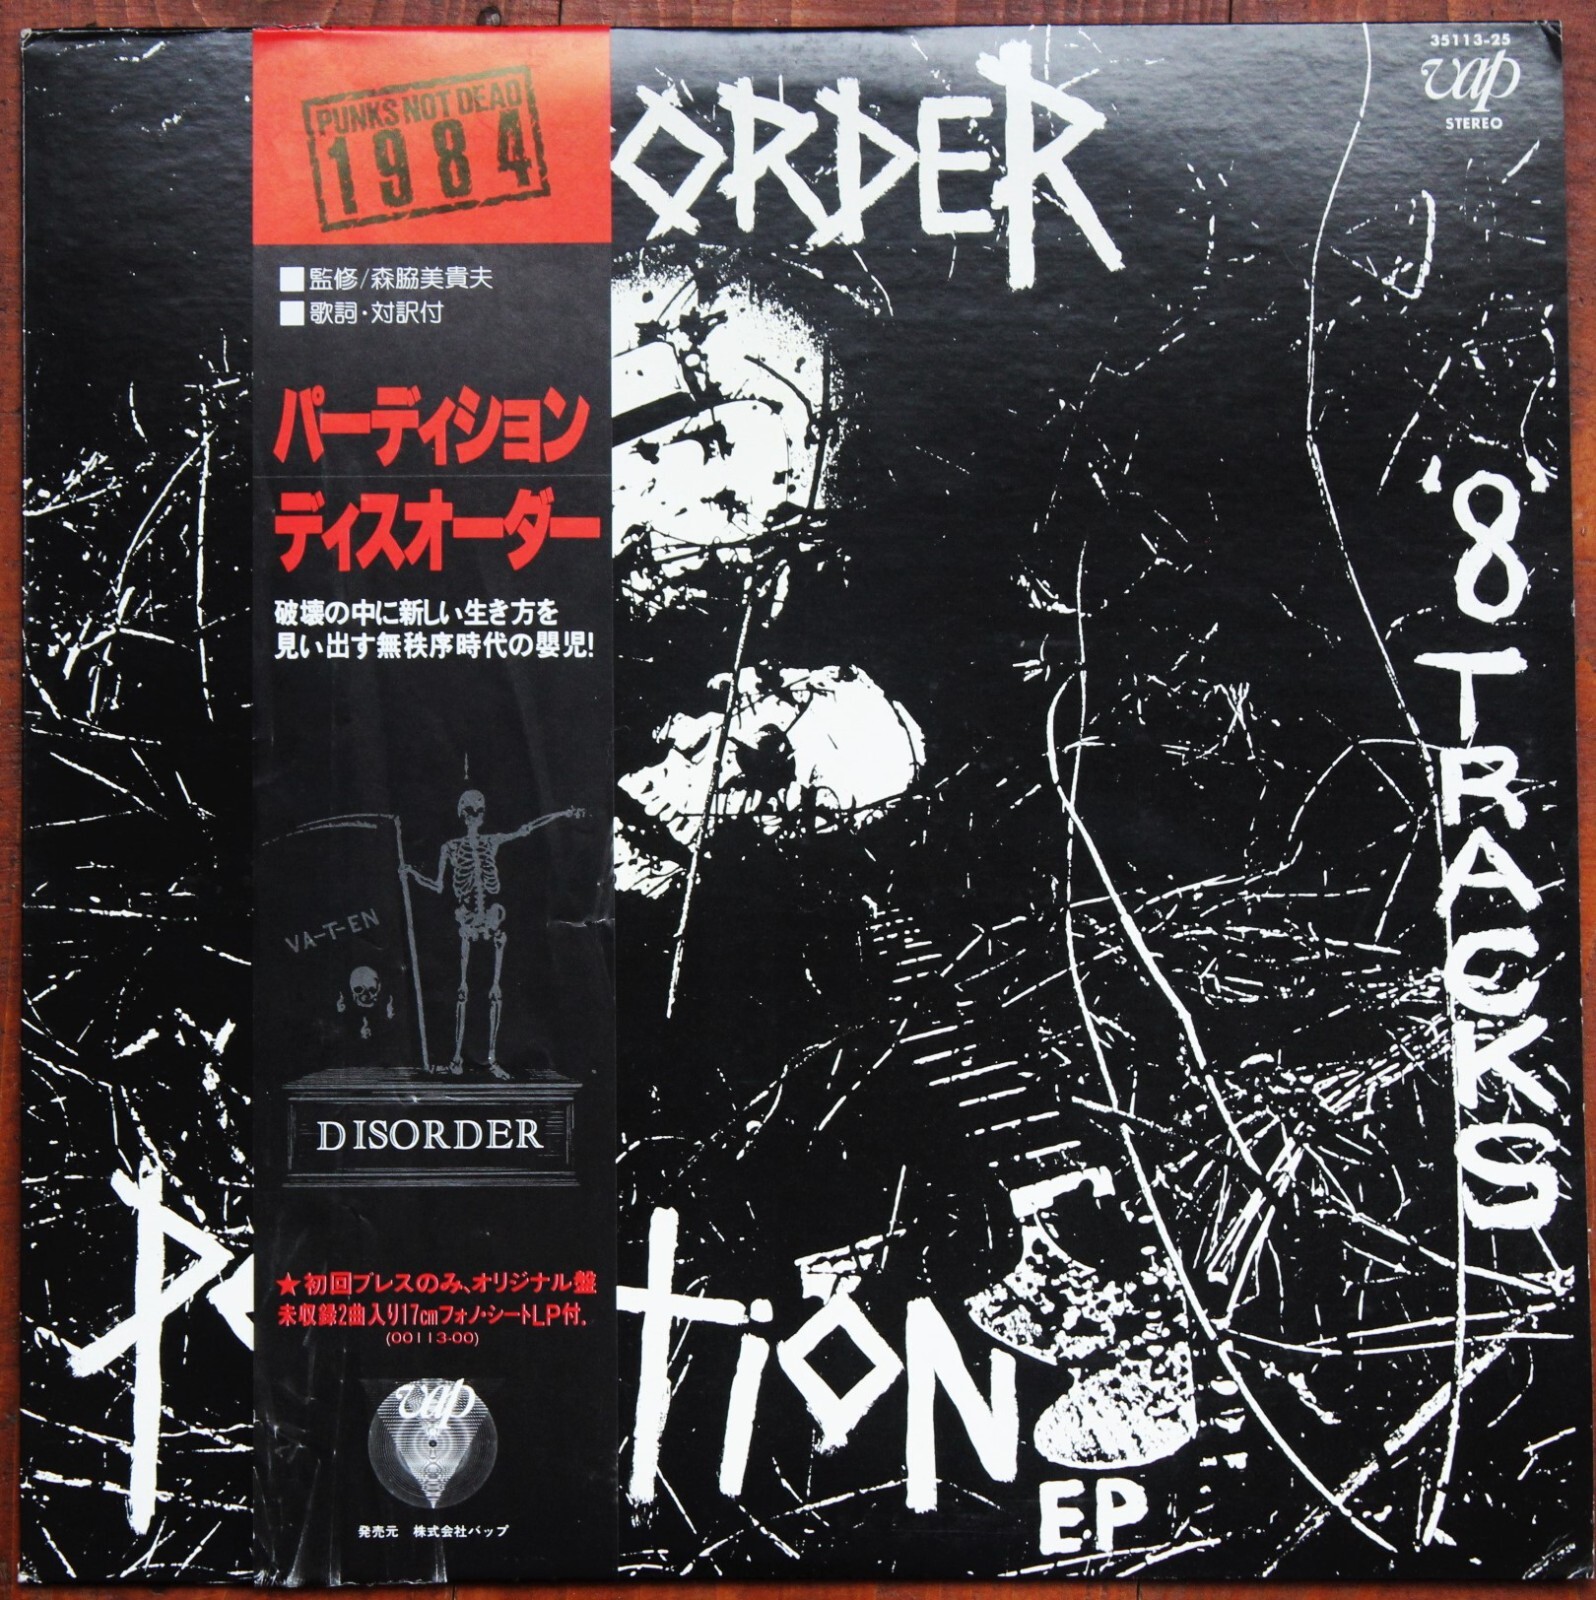 35113-25
vap
STEREO
ORDER
PUNKS NOT DEAD
1984
■監修/森脇美貴夫
■歌詞・対訳付
パーディション
ディスオーダー
破壊の中に新しい生き方を
見い出す無秩序時代の嬰児!
'8' TRACKS
VA-T-EN
DISORDER
★初回プレスのみ、オリジナル盤
未収録2曲入り17cmフォノ・シートLP付.
(00113-00)
vap
発売元 株式会社バップ
PE
TION
E.P